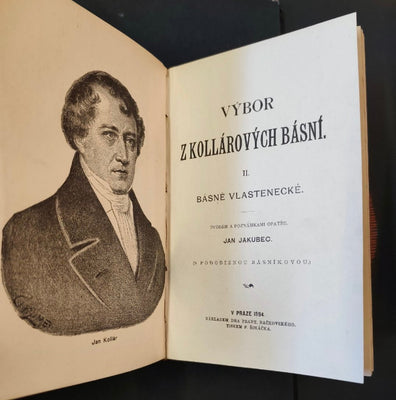 Jan Kollár
VÝBOR
Z KOLLÁROVÝCH BÁSNÍ.
II.
BÁSNĚ VLASTENECKÉ.
ÚVODEM A POZNÁMKAMI OPATŘIL
JAN JAKUBEC.
(S PODOBIZNOU BÁSNÍKOVOU.)
V PRAZE 1894.
NÁKLADEM DRA FRANT. BAČKOVSKÉHO.
TISKEM F. ŠIMÁČKA.